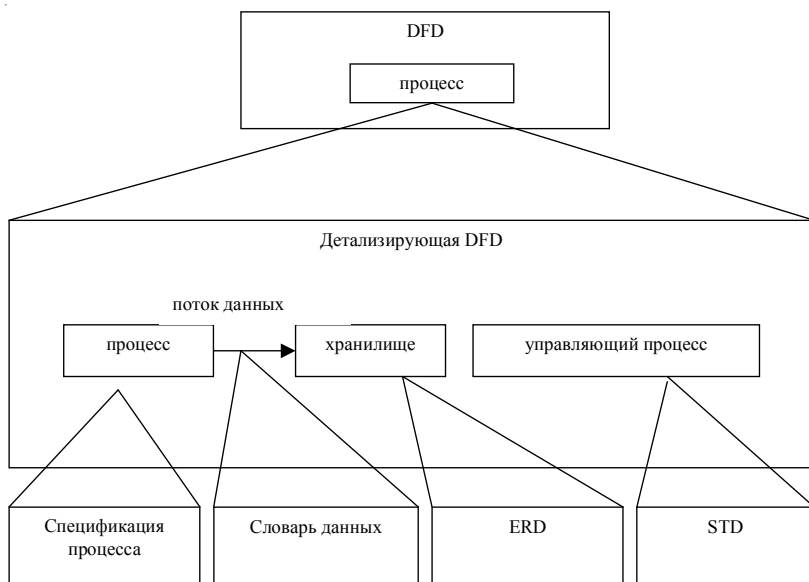 DFD
процесс
Детализирующая DFD
поток данных
процесс
хранилище
управляющий процесс
Спецификация
процесса
Словарь данных
ERD
STD